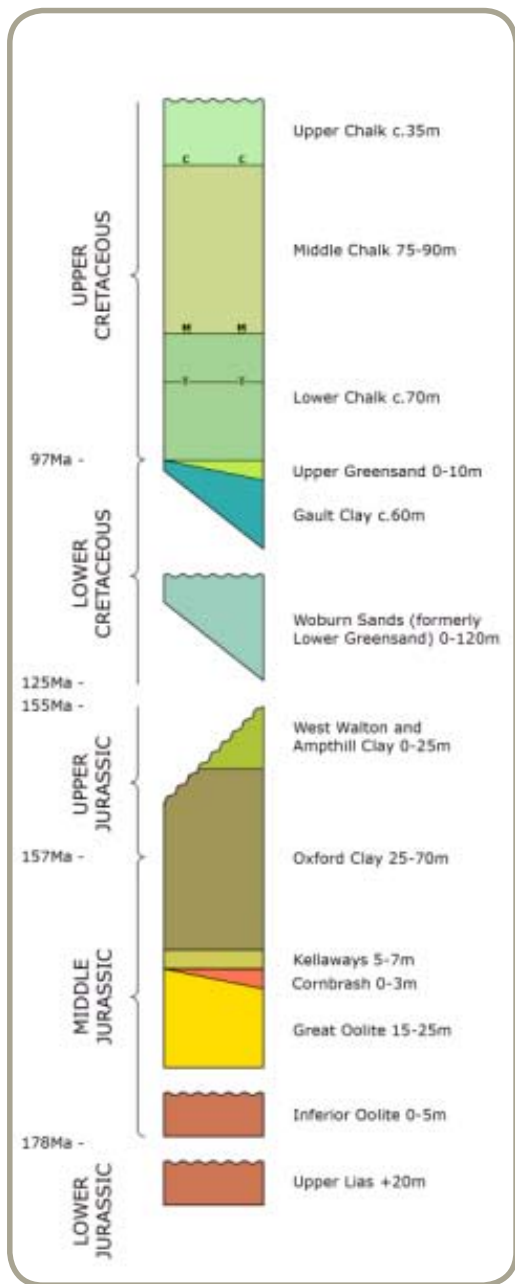 Upper Chalk c.35m
C C
Middle Chalk 75-90m
UPPER
CRETACEOUS
M M
T T
Lower Chalk c.70m
97Ma -
Upper Greensand 0-10m
Gault Clay c.60m
LOWER
CRETACEOUS
Woburn Sands (formerly
Lower Greensand) 0-120m
125Ma -
155Ma -
West Walton and
Ampthill Clay 0-25m
UPPER
JURASSIC
157Ma -
Oxford Clay 25-70m
Kellaways 5-7m
Cornbrash 0-3m
MIDDLE
JURASSIC
Great Oolite 15-25m
Inferior Oolite 0-5m
178Ma -
LOWER
JURASSIC
Upper Lias +20m